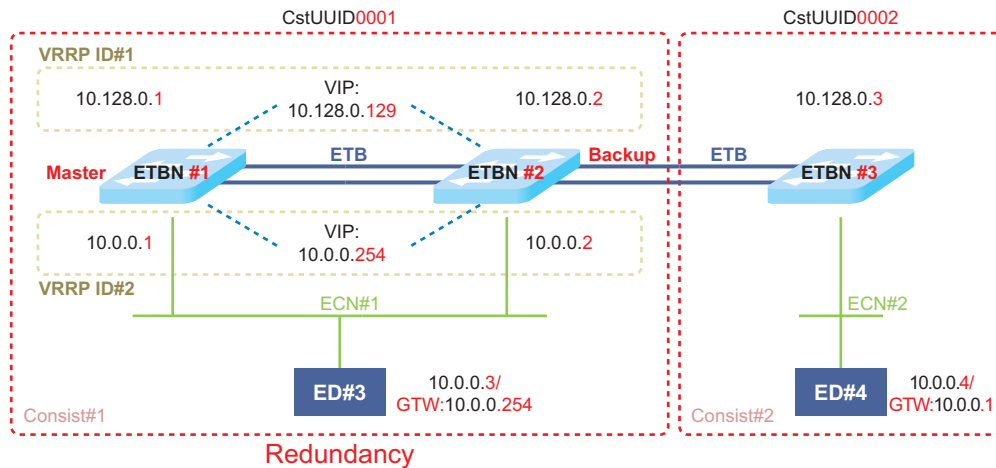 CstUUID0001
CstUUID0002
VRRP ID#1
10.128.0.1
VIP:
10.128.0.129
10.128.0.2
10.128.0.3
Master
ETBN #1
ETB
ETBN #2
Backup
ETB
ETBN #3
10.0.0.1
VIP:
10.0.0.254
10.0.0.2
VRRP ID#2
ECN#1
ECN#2
ED#3
10.0.0.3/
GTW:10.0.0.254
ED#4
10.0.0.4/
GTW:10.0.0.1
Consist#1
Consist#2
Redundancy